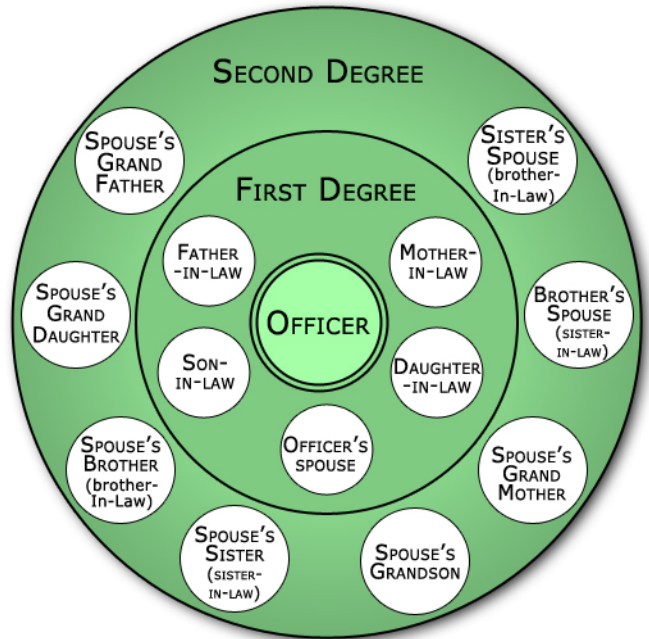 SECOND DEGREE
SPOUSE'S
GRAND
FATHER
SISTER'S
SPOUSE
(brother-
In-Law)
FIRST DEGREE
FATHER
-IN-LAW
MOTHER-
IN-LAW
SPOUSE'S
GRAND
DAUGHTER
OFFICER
BROTHER'S
SPOUSE
(SISTER-
IN-LAW)
SON-
IN-LAW
DAUGHTER
-IN-LAW
OFFICER'S
SPOUSE
SPOUSE'S
BROTHER
(brother-
In-Law)
SPOUSE'S
GRAND
MOTHER
SPOUSE'S
SISTER
(SISTER-
IN-LAW)
SPOUSE'S
GRANDSON